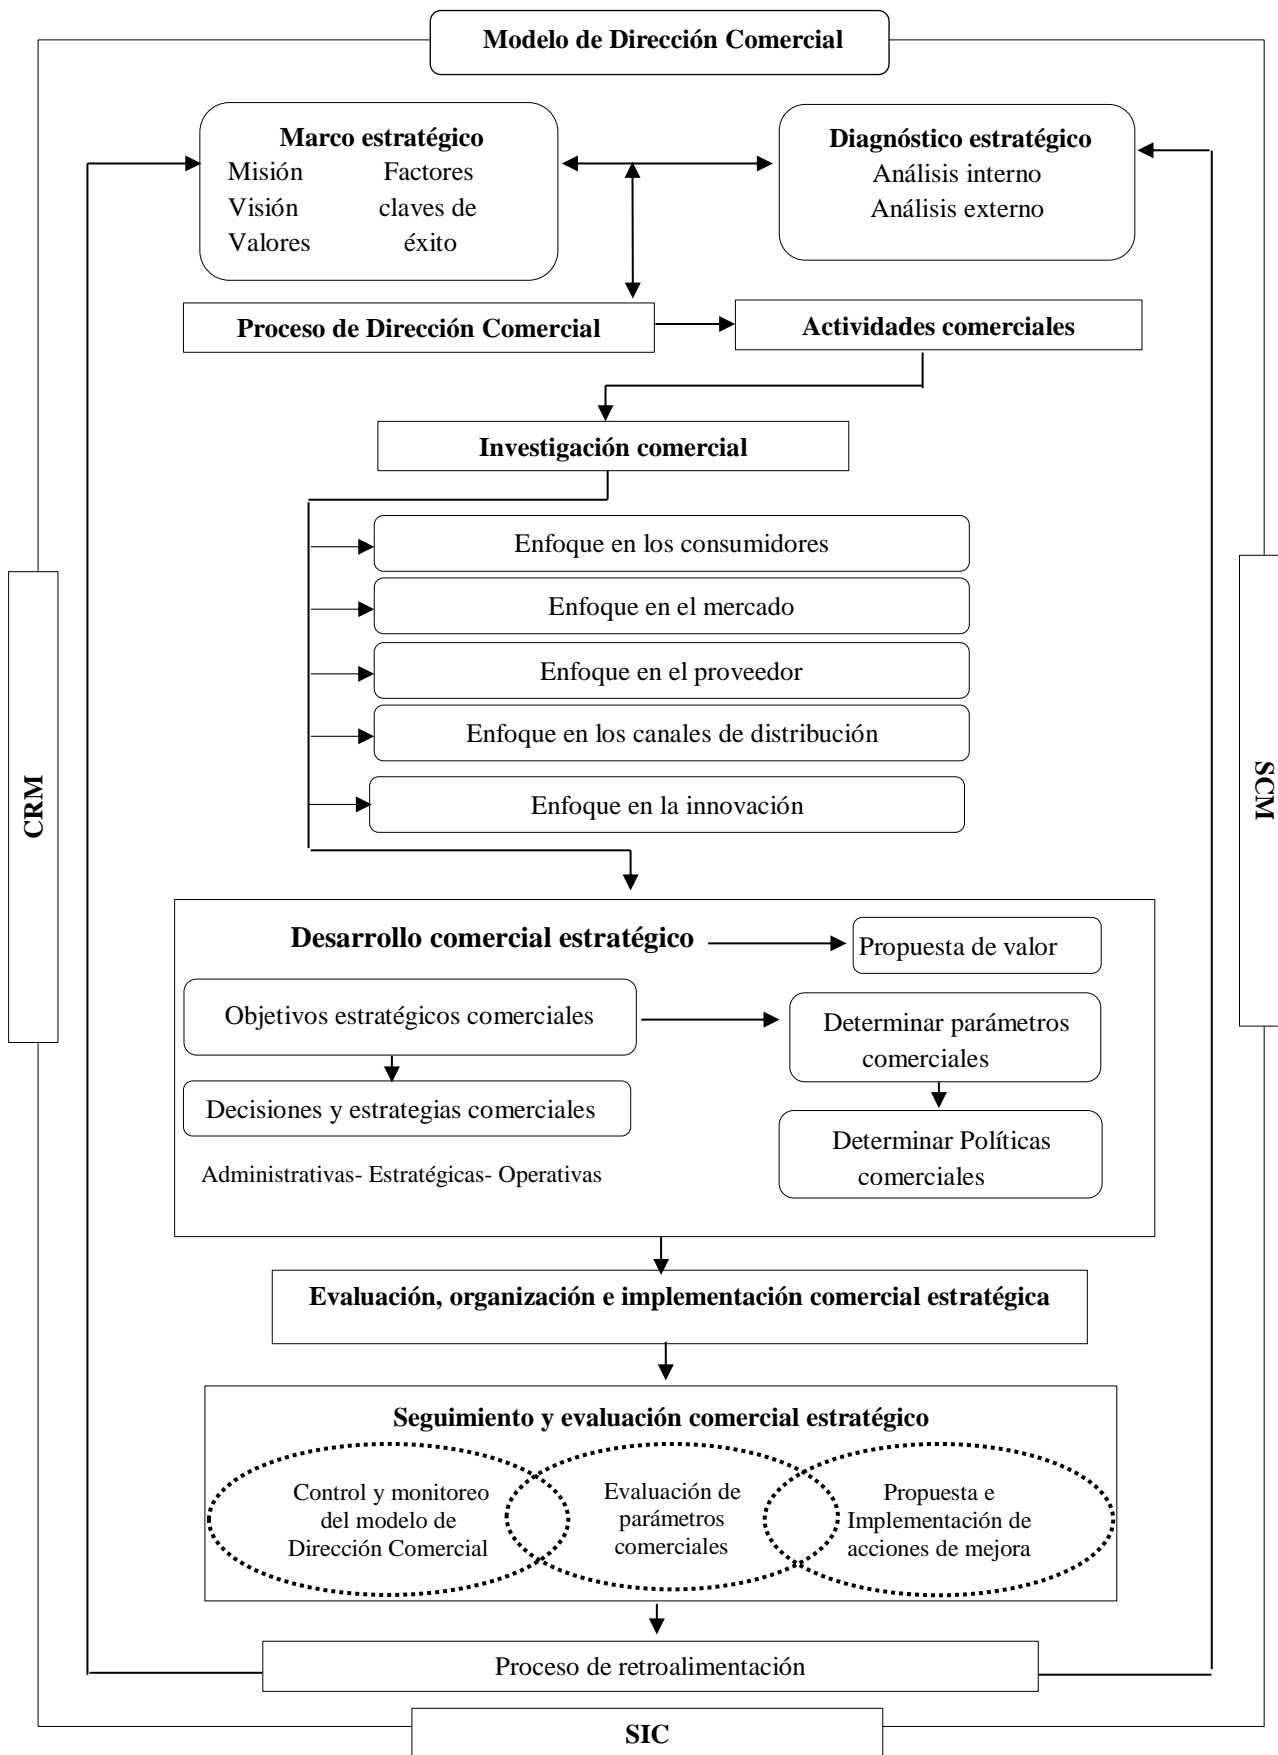 Modelo de Dirección Comercial
Marco estratégico
Misión
Visión
Valores
Factores
claves de
éxito
Diagnóstico estratégico
Análisis interno
Análisis externo
Proceso de Dirección Comercial
Actividades comerciales
Investigación comercial
Enfoque en los consumidores
Enfoque en el mercado
Enfoque en el proveedor
Enfoque en los canales de distribución
Enfoque en la innovación
CRM
SCM
Desarrollo comercial estratégico
Propuesta de valor
Objetivos estratégicos comerciales
Determinar parámetros
comerciales
Decisiones y estrategias comerciales
Determinar Políticas
comerciales
Administrativas- Estratégicas- Operativas
Evaluación, organización e implementación comercial estratégica
Seguimiento y evaluación comercial estratégico
Control y monitoreo
del modelo de
Dirección Comercial
Evaluación de
parámetros
comerciales
Propuesta e
Implementación de
acciones de mejora
Proceso de retroalimentación
SIC